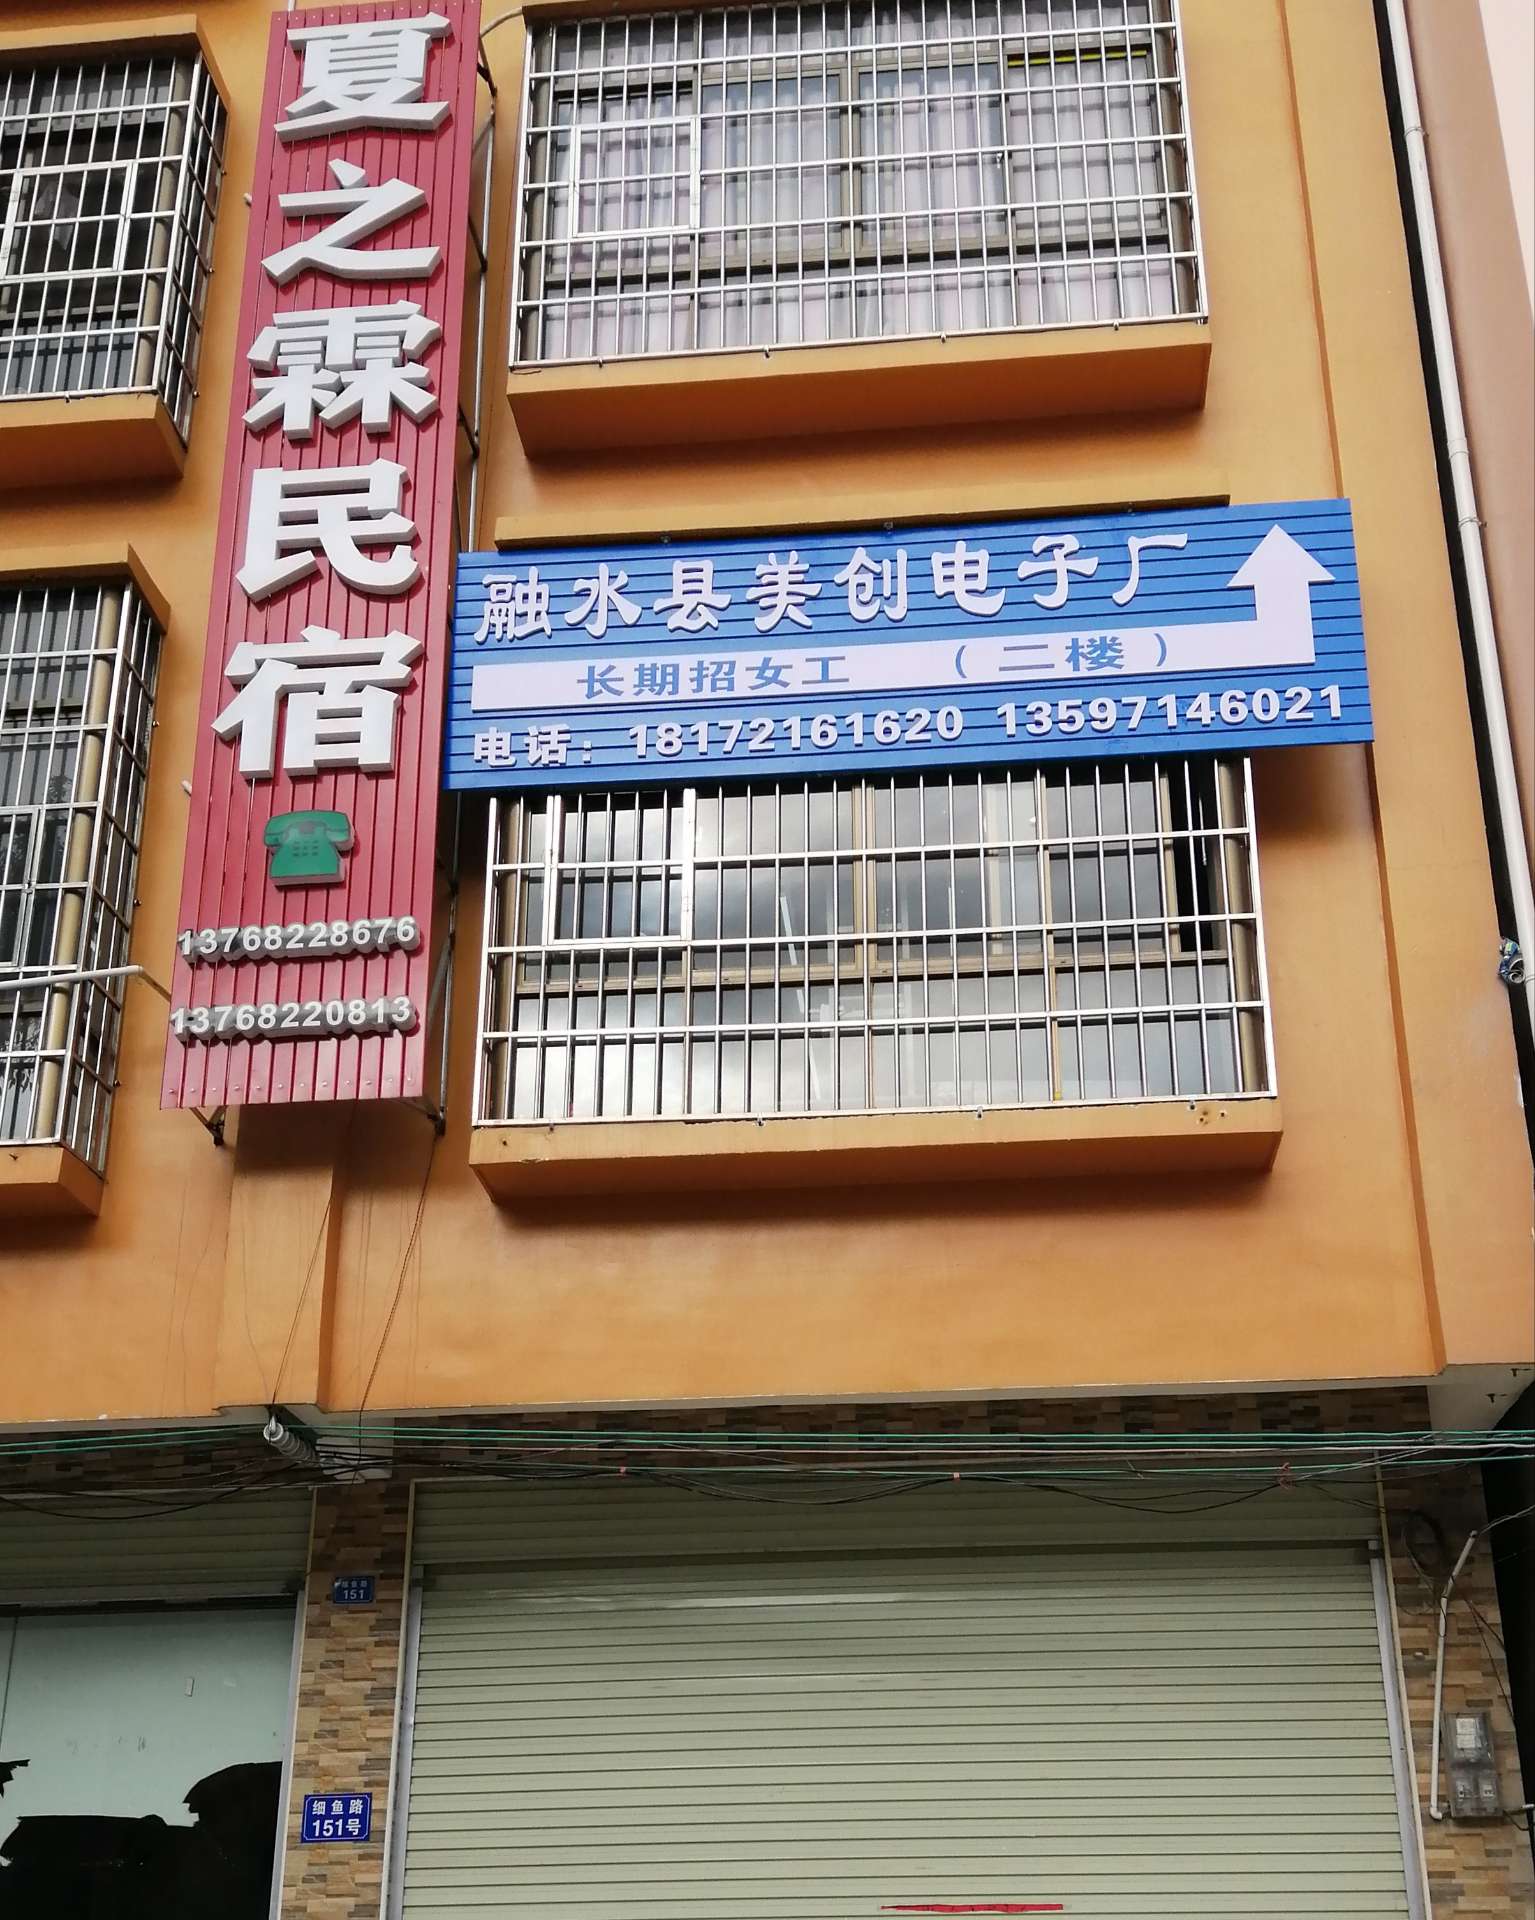 夏之霖民宿
13768228676
13768220813
融水县美创电子厂
长期招女工 （二楼）
电话：18172161620 13597146021
151
细鱼路
151号